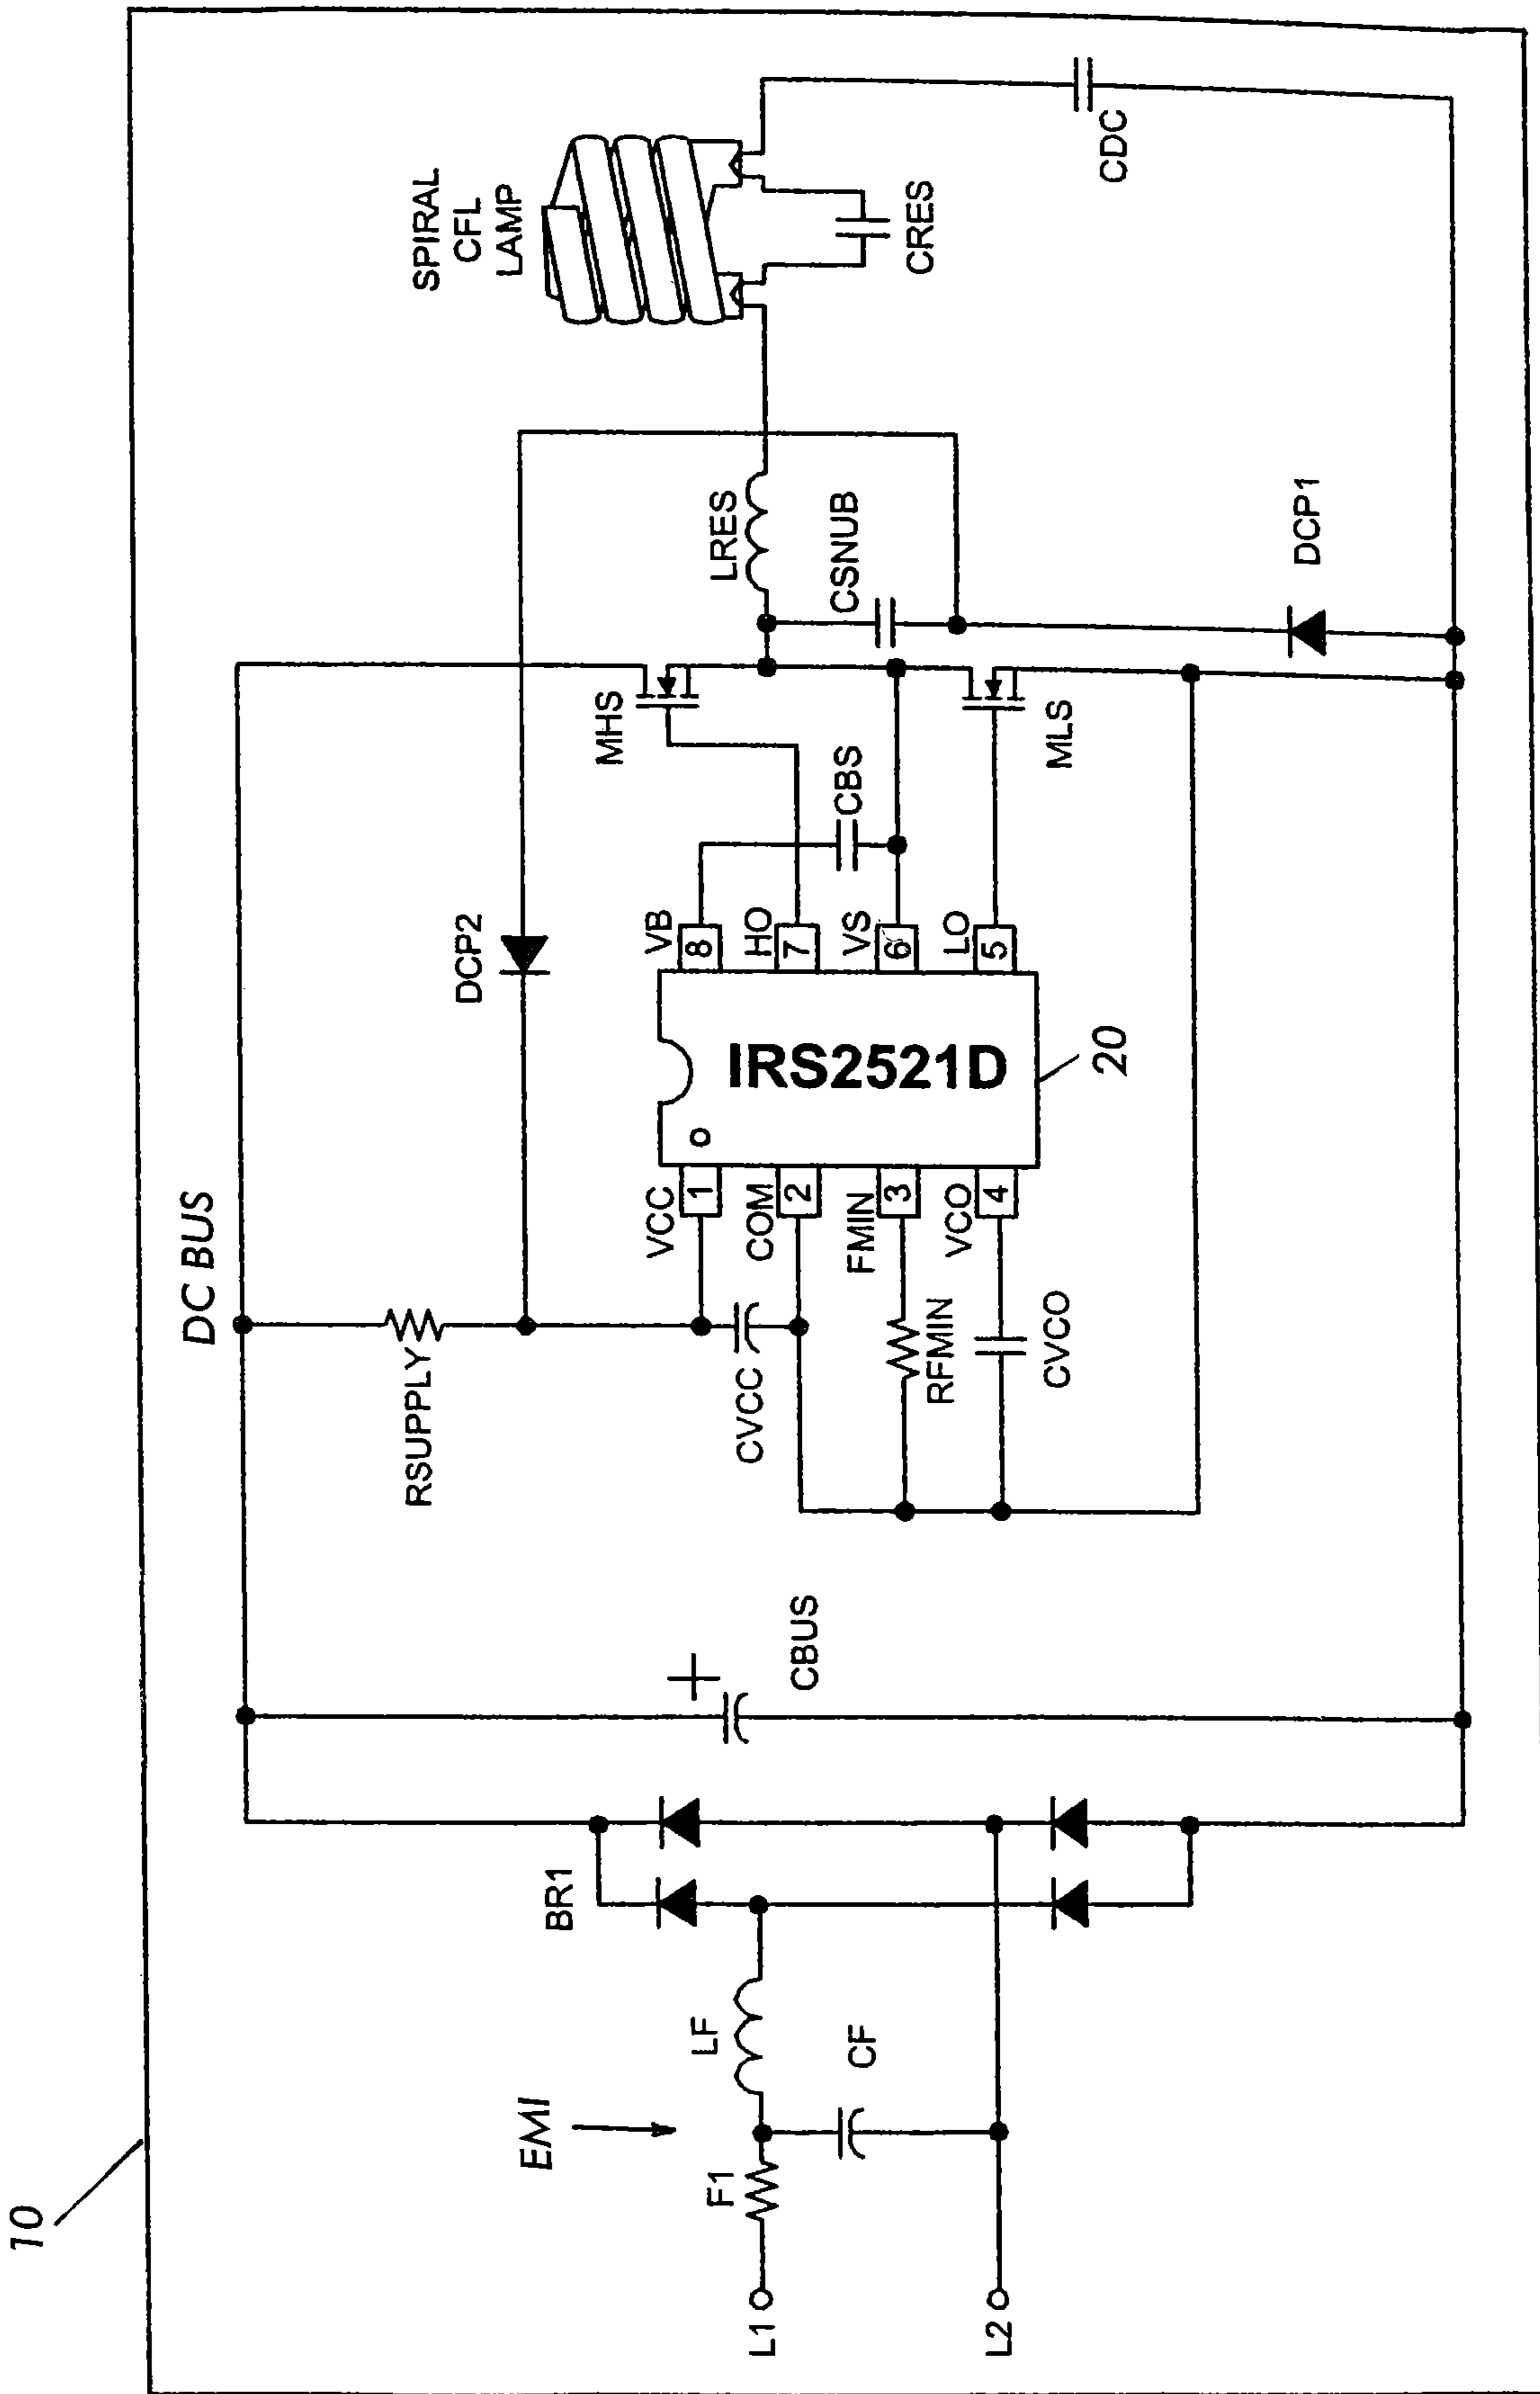 10
EMI
F1
LF
CF
L1
L2
BR1
CBUS
+
DC BUS
RSUPPLY
DCP2
CVCC
RFMIN
CVCO
VCC
COM
FMIN
VCO
1
2
3
4
IRS2521D
20
8
7
6
5
VB
HO
VS
LO
CBS
MHS
MLS
LRES
CSNUB
DCP1
SPIRAL
CFL
LAMP
CRES
CDC